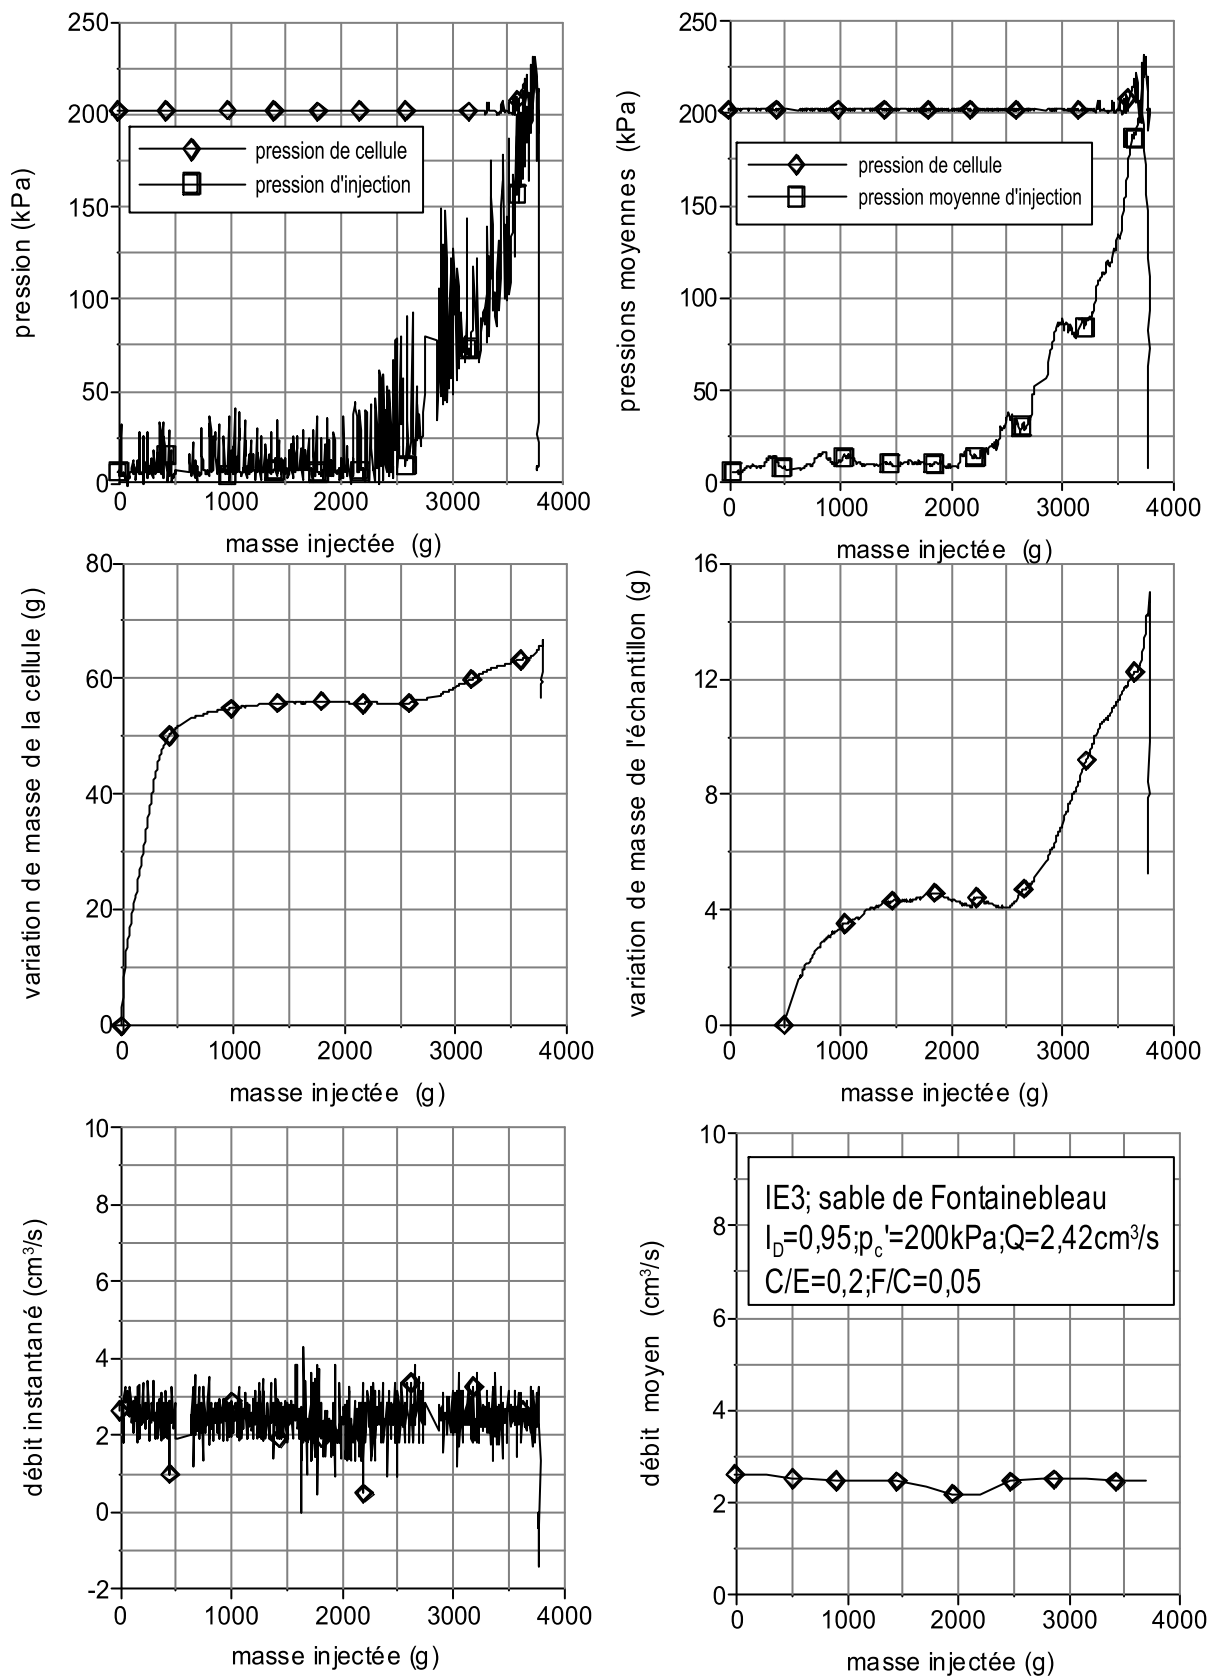 250
200
150
100
50
0
pression (kPa)
pression de cellule
pression d'injection
0 1000 2000 3000 4000
masse injectée (g)
250
200
150
100
50
0
pressions moyennes (kPa)
pression de cellule
pression moyenne d'injection
0 1000 2000 3000 4000
masse injectée (g)
80
60
40
20
0
variation de masse de la cellule (g)
0 1000 2000 3000 4000
masse injectée (g)
16
12
8
4
0
variation de masse de l'échantillon (g)
0 1000 2000 3000 4000
masse injectée (g)
10
8
6
4
2
0
-2
débit instantané (cm³/s)
0 1000 2000 3000 4000
masse injectée (g)
10
8
6
4
2
0
débit moyen (cm³/s)
IE3; sable de Fontainebleau
I_D=0,95;p_c'=200kPa;Q=2,42cm³/s
C/E=0,2;F/C=0,05
0 1000 2000 3000 4000
masse injectée (g)